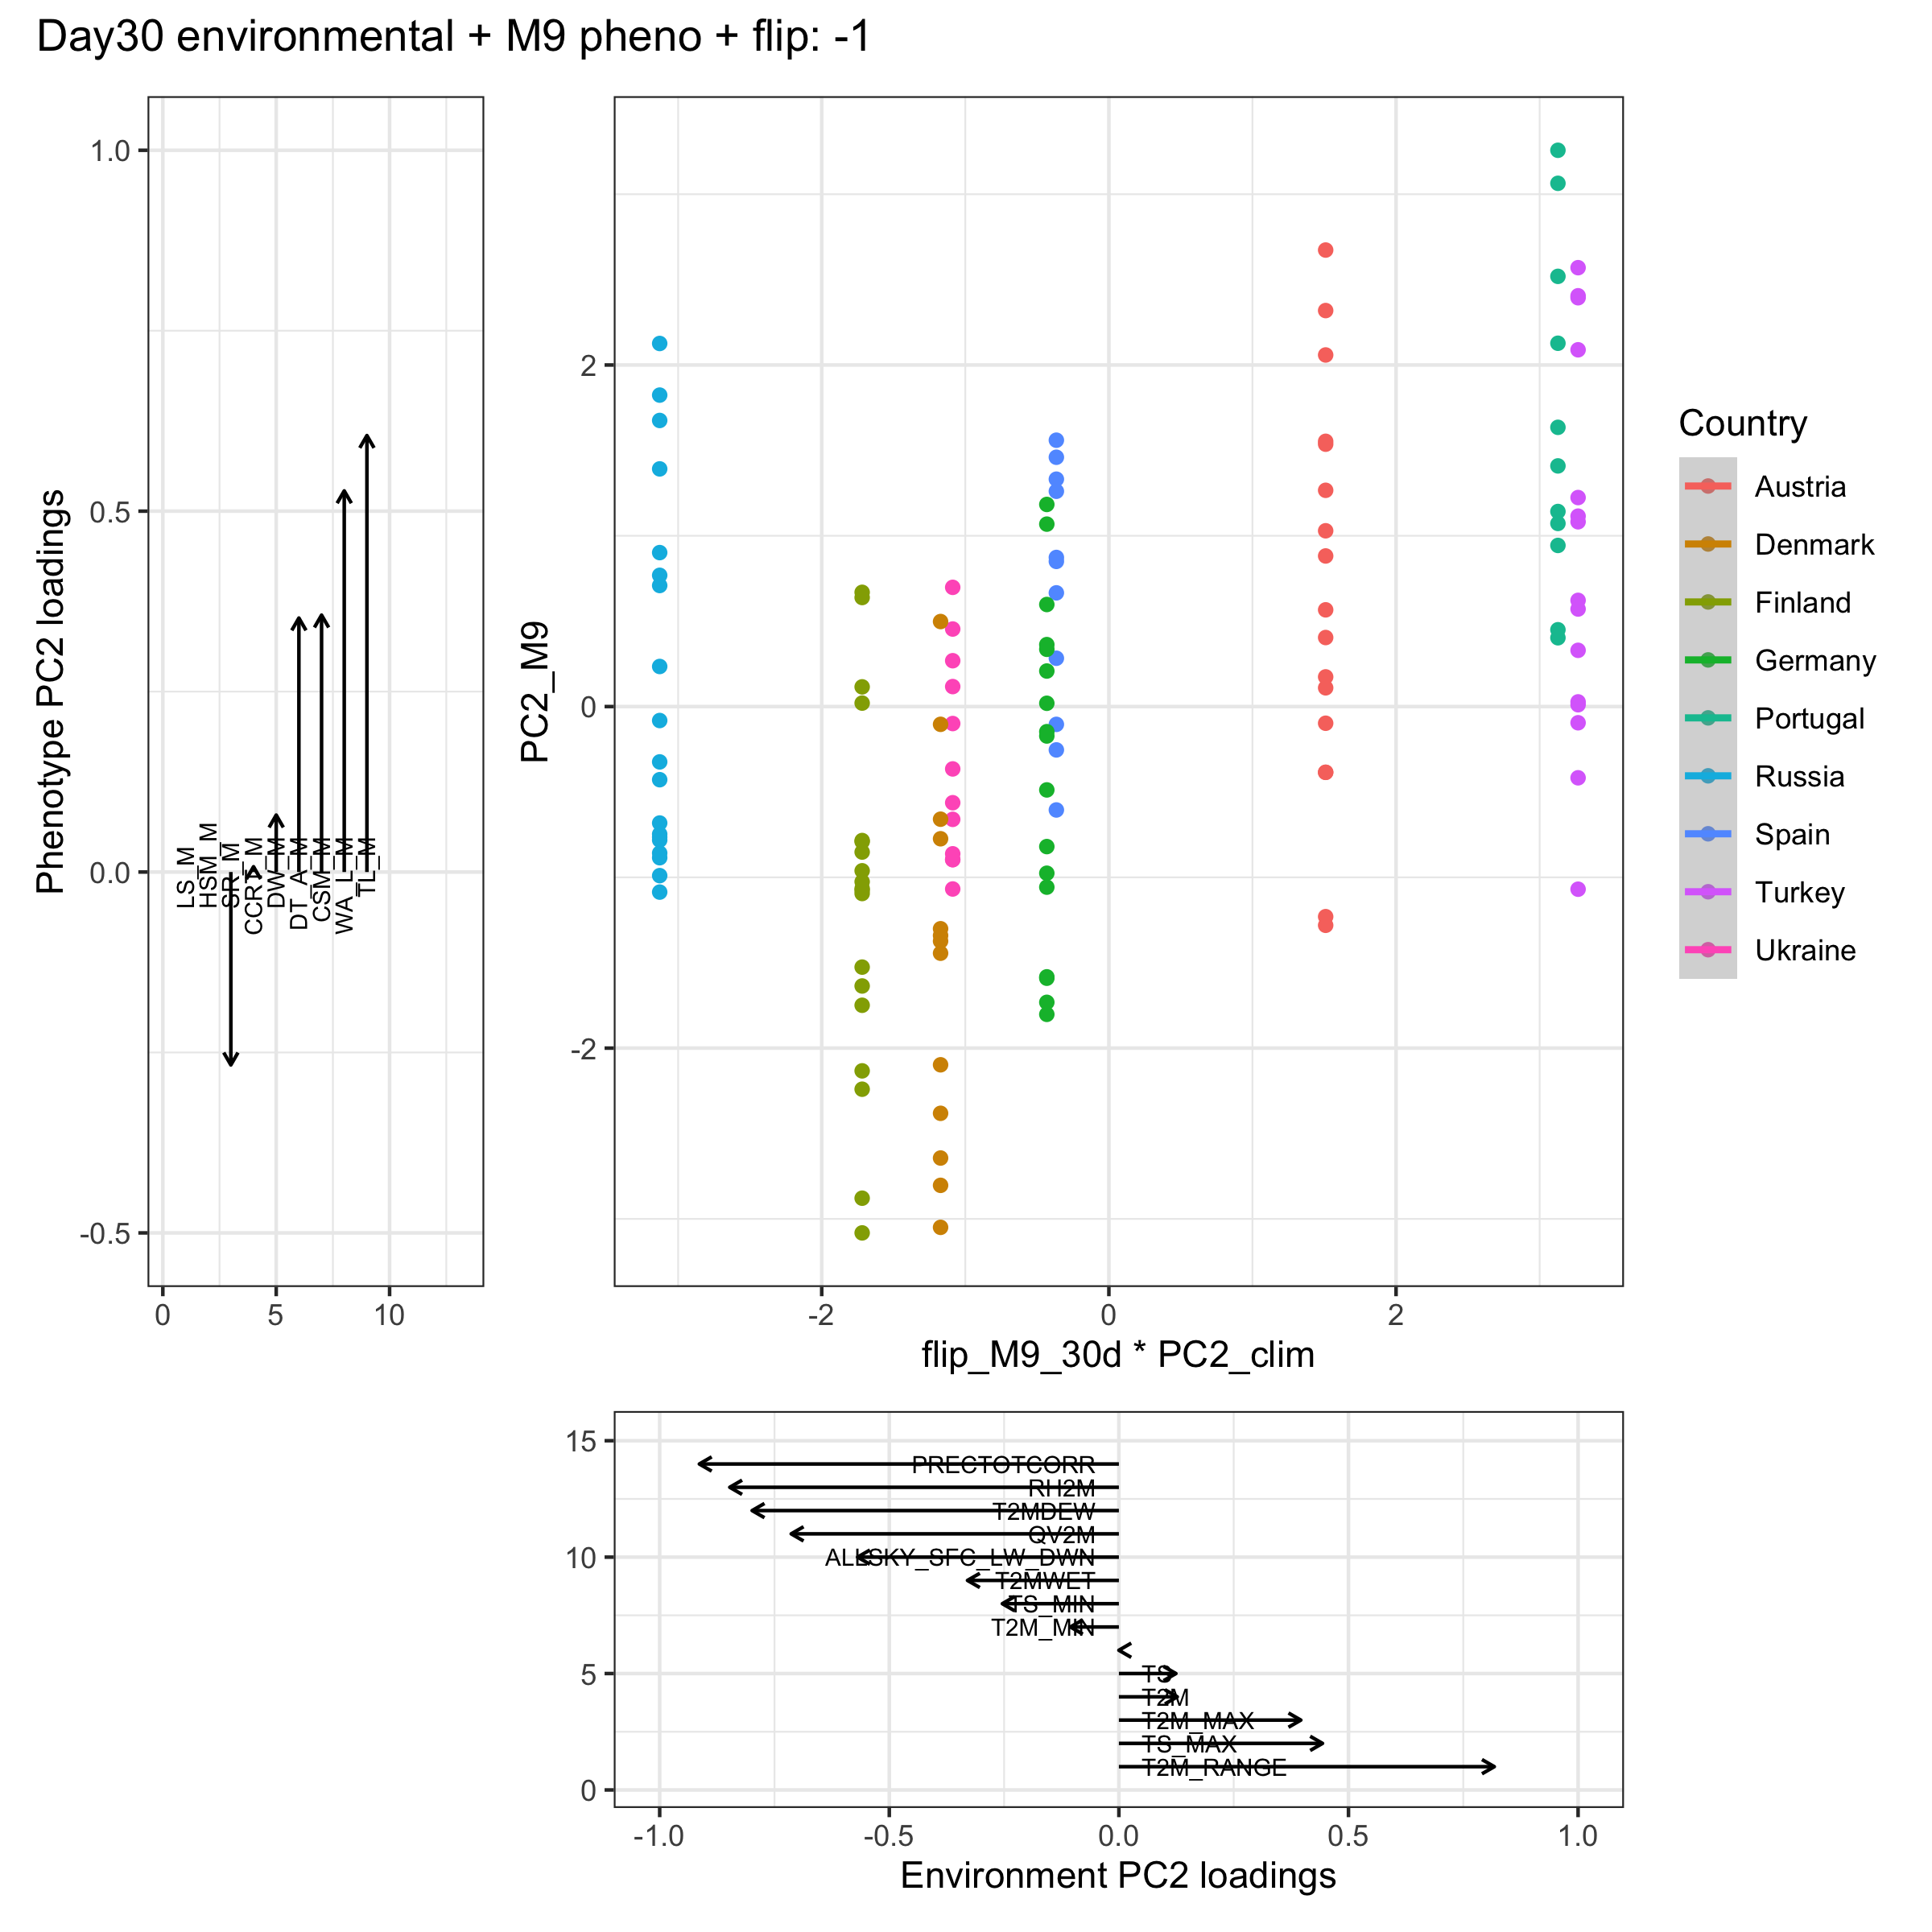 Day30 environmental + M9 pheno + flip: -1
Phenotype PC2 loadings
1.0
0.5
0.0
-0.5
LS_M
HSM_M
SR_M
CCRT_M
DW_M
DT_A_M
CSM_M
WA_L_M
TL_M
0
5
10
PC2_M9
2
0
-2
-2
0
2
flip_M9_30d * PC2_clim
Country
Austria
Denmark
Finland
Germany
Portugal
Russia
Spain
Turkey
Ukraine
15
10
5
0
PRECTOTCORR
RH2M
T2MDEW
QV2M
ALLSKY_SFC_LW_DWN
T2MWET
TS_MIN
T2M_MIN
TS
T2M
T2M_MAX
TS_MAX
T2M_RANGE
-1.0
-0.5
0.0
0.5
1.0
Environment PC2 loadings